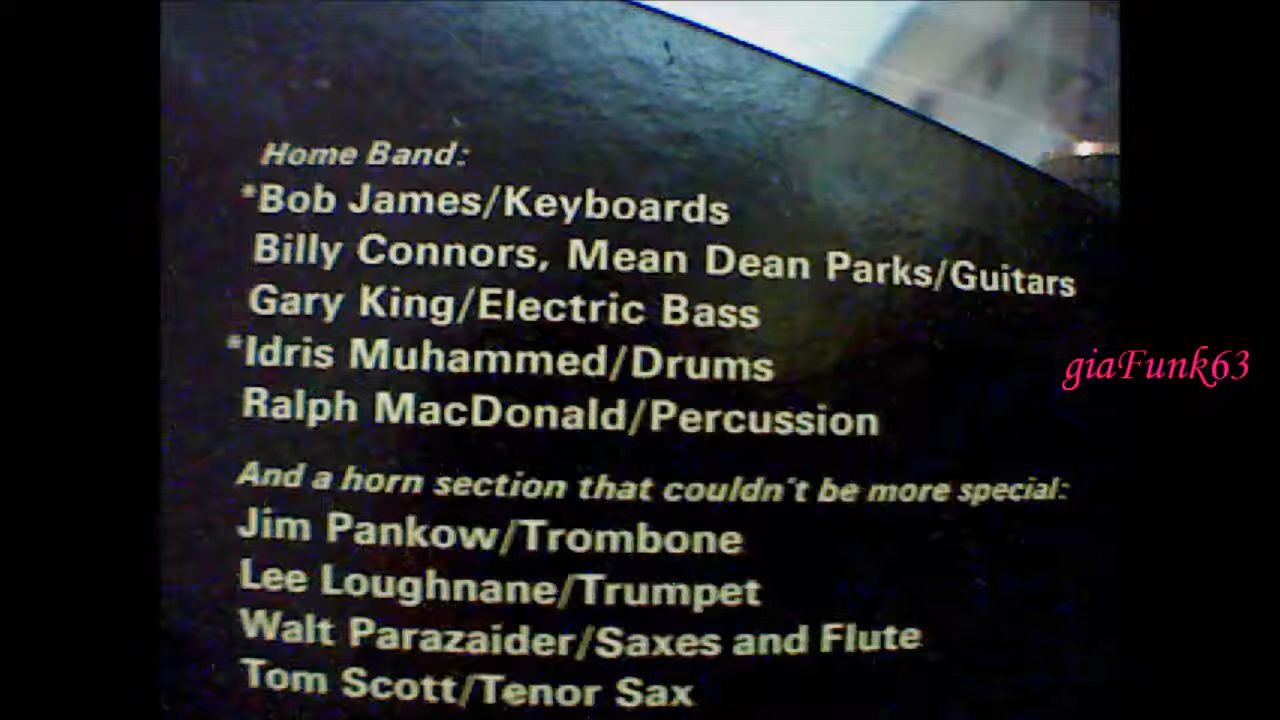 Home Band:
*Bob James/Keyboards
Billy Connors, Mean Dean Parks/Guitars
Gary King/Electric Bass
*Idris Muhammed/Drums
giaFunk63
Ralph MacDonald/Percussion
And a horn section that couldn't be more special:
Jim Pankow/Trombone
Lee Loughnane/Trumpet
Walt Parazaider/Saxes and Flute
Tom Scott/Tenor Sax